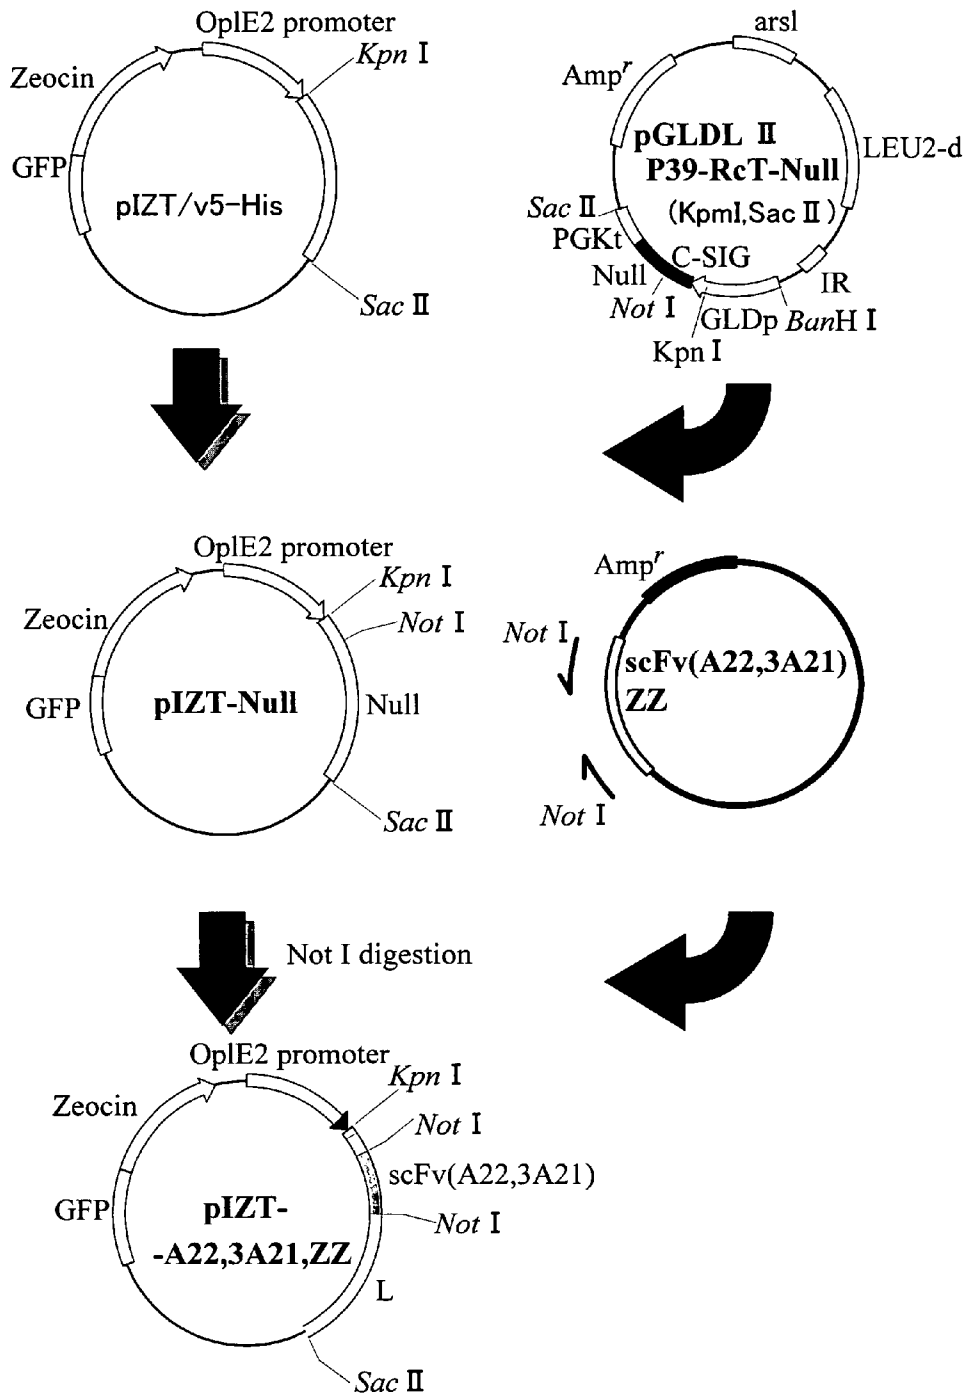 OplE2 promoter
Kpn I
Zeocin
GFP
pIZT/v5-His
Sac II
arsl
Amp^r
pGLDL II
P39-RcT-Null
(KpmI,Sac II)
LEU2-d
Sac II
PGKt
C-SIG
Null
Not I
IR
GLDp
BanH I
Kpn I
OplE2 promoter
Kpn I
Not I
Zeocin
GFP
pIZT-Null
Null
Sac II
Amp^r
Not I
scFv(A22,3A21)
ZZ
Not I
Not I digestion
OplE2 promoter
Kpn I
Zeocin
Not I
scFv(A22,3A21)
GFP
pIZT-
-A22,3A21,ZZ
Not I
L
Sac II